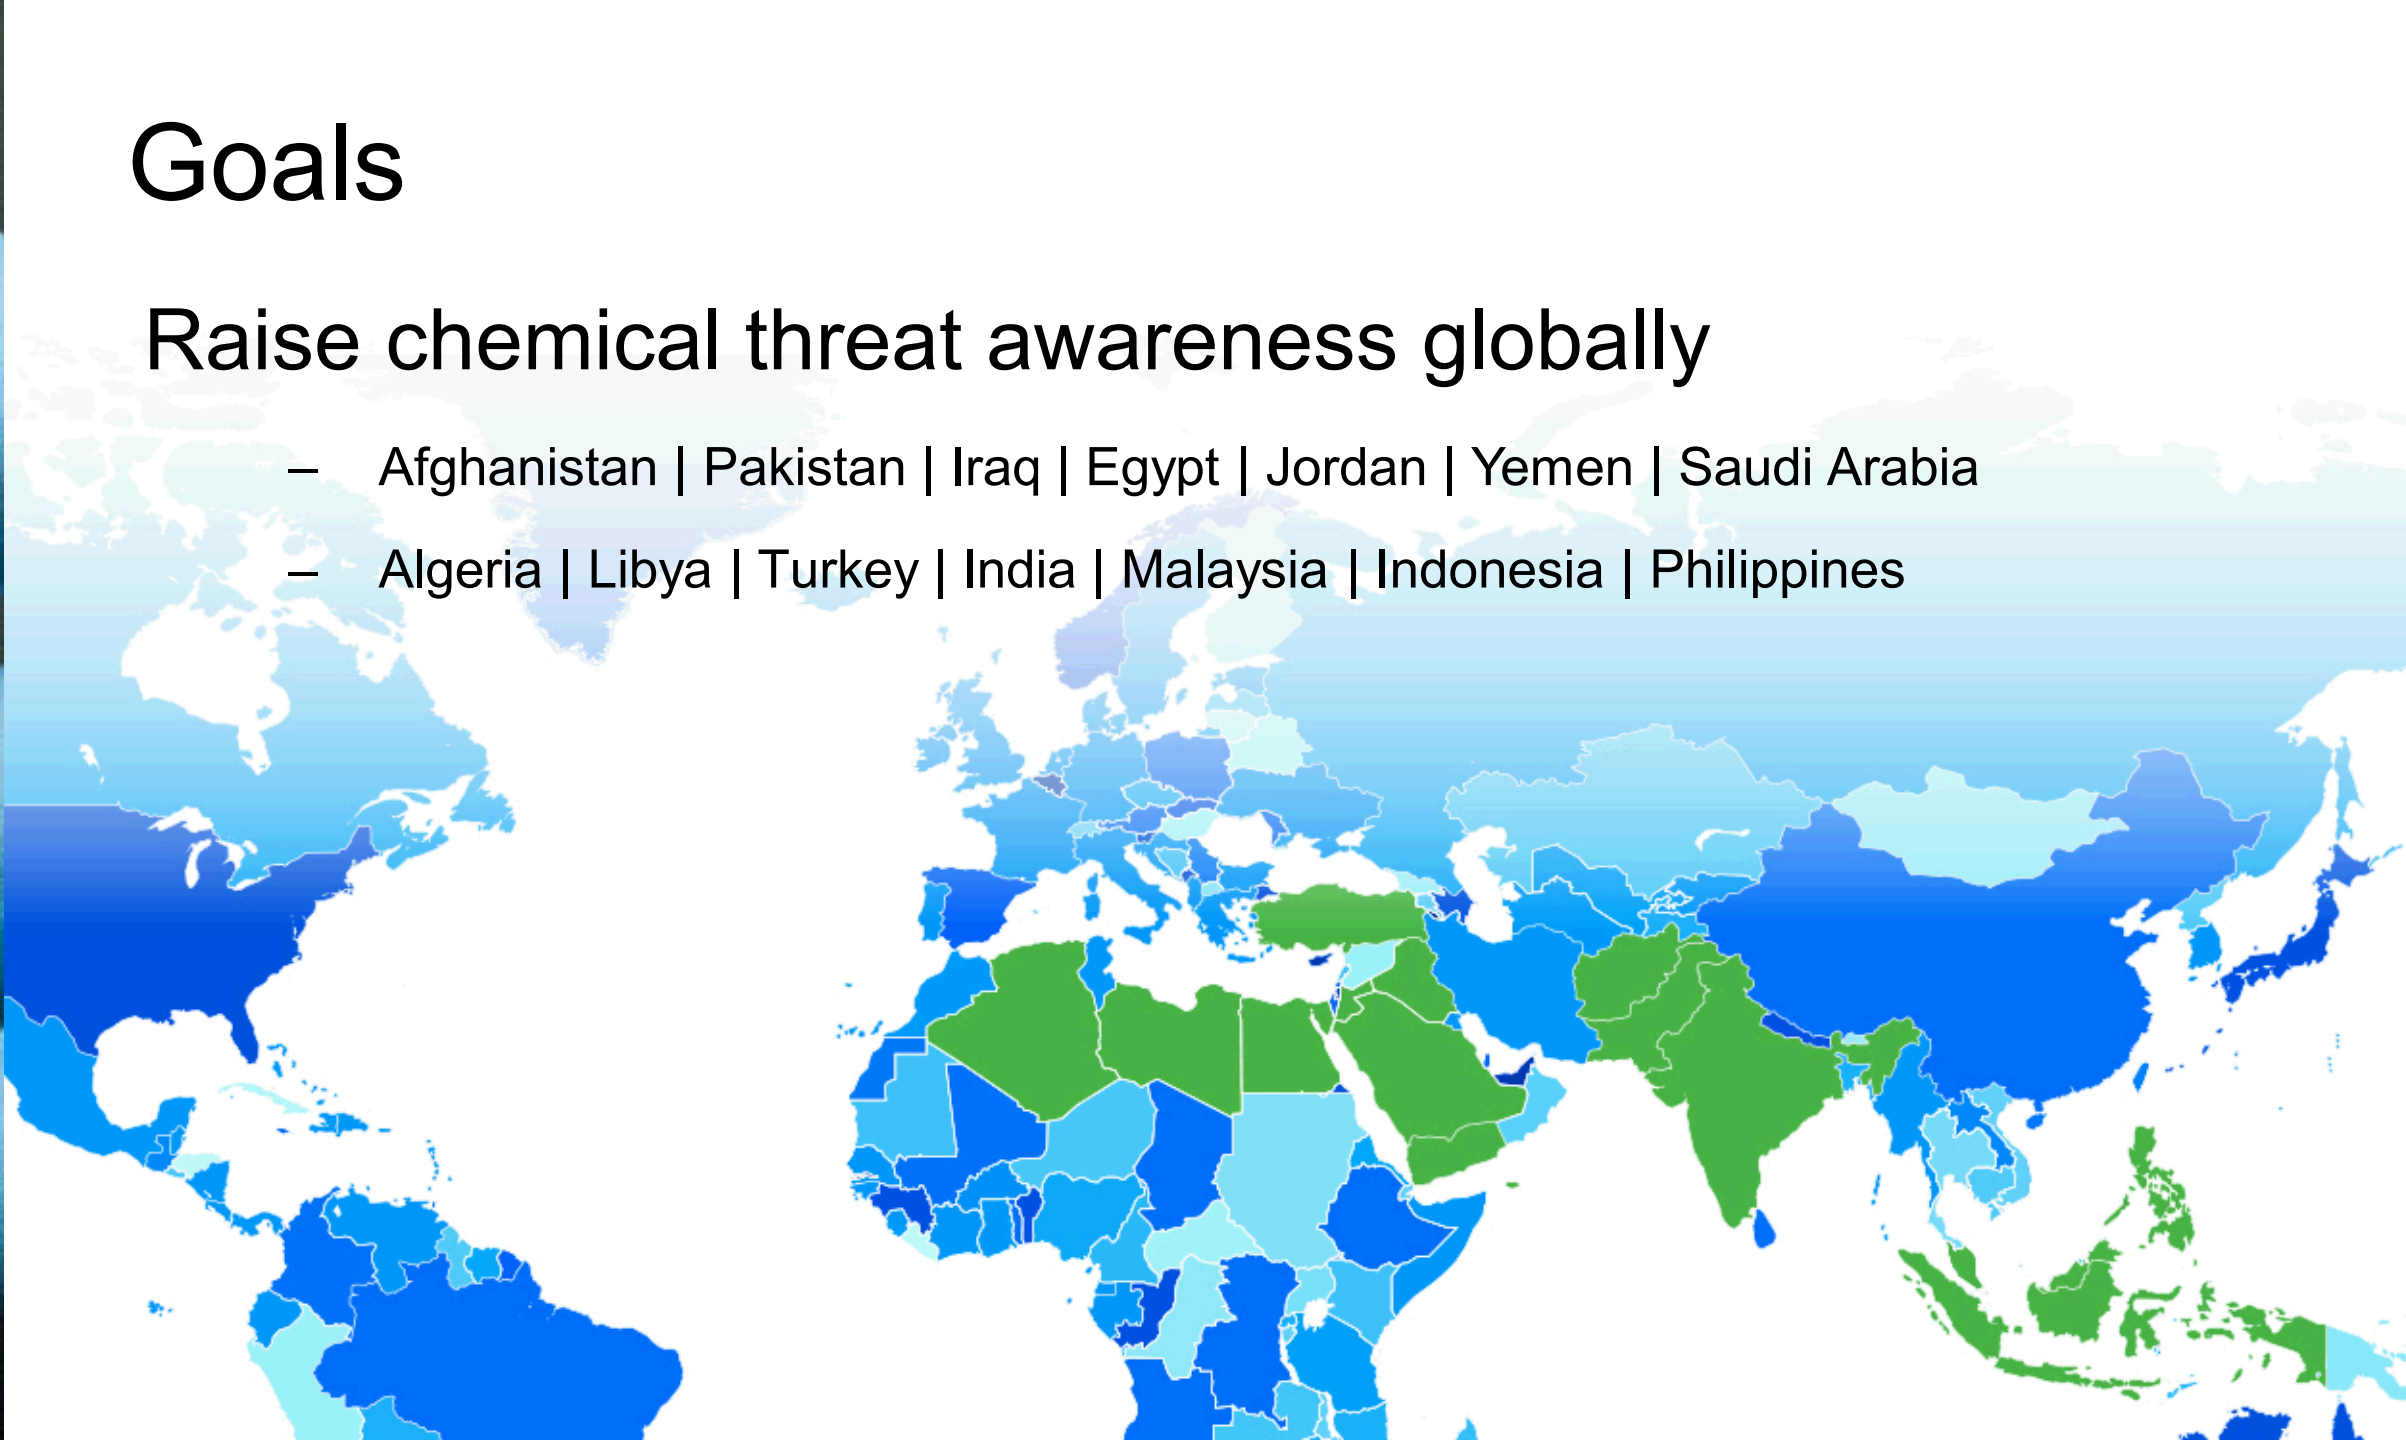 Goals
Raise chemical threat awareness globally
– Afghanistan | Pakistan | Iraq | Egypt | Jordan | Yemen | Saudi Arabia
– Algeria | Libya | Turkey | India | Malaysia | Indonesia | Philippines